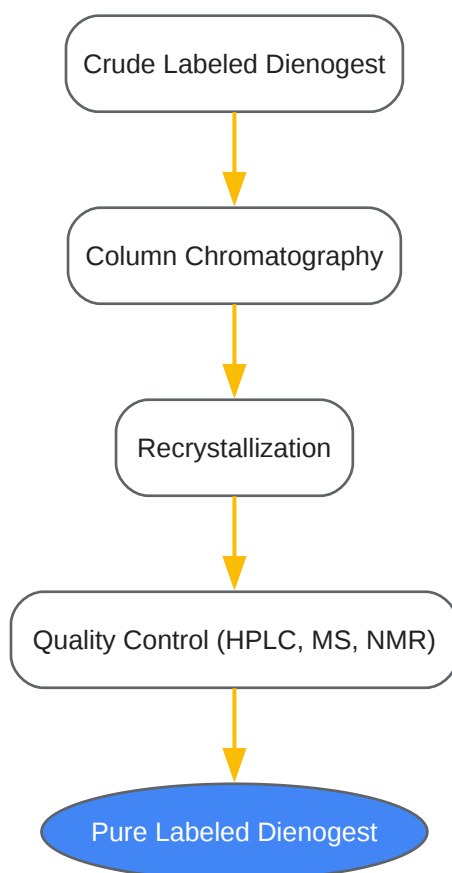 Crude Labeled Dienogest
Column Chromatography
Recrystallization
Quality Control (HPLC, MS, NMR)
Pure Labeled Dienogest